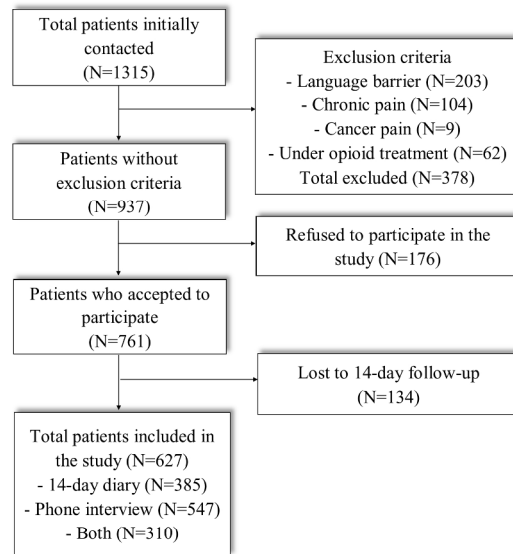 Total patients initially
contacted
(N=1315)
Exclusion criteria
- Language barrier (N=203)
- Chronic pain (N=104)
- Cancer pain (N=9)
- Under opioid treatment (N=62)
Total excluded (N=378)
Patients without
exclusion criteria
(N=937)
Refused to participate in the
study (N=176)
Patients who accepted to
participate
(N=761)
Lost to 14-day follow-up
(N=134)
Total patients included in
the study (N=627)
- 14-day diary (N=385)
- Phone interview (N=547)
- Both (N=310)